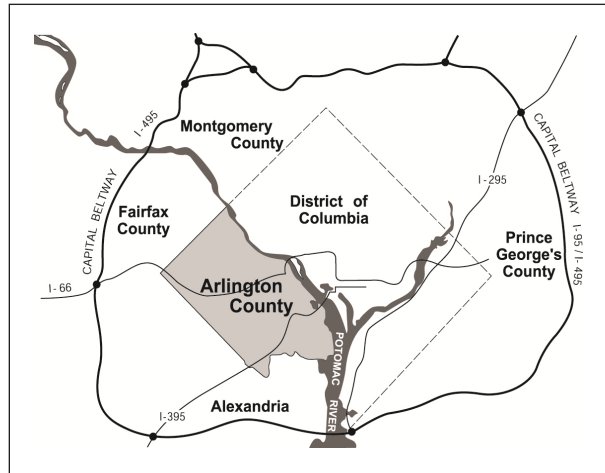 I-495
Montgomery
County
CAPITAL BELTWAY
Fairfax
County
District of
Columbia
I-295
CAPITAL BELTWAY I-95 / I-495
Prince
George's
County
I-66
Arlington
County
POTOMAC
RIVER
Alexandria
I-395